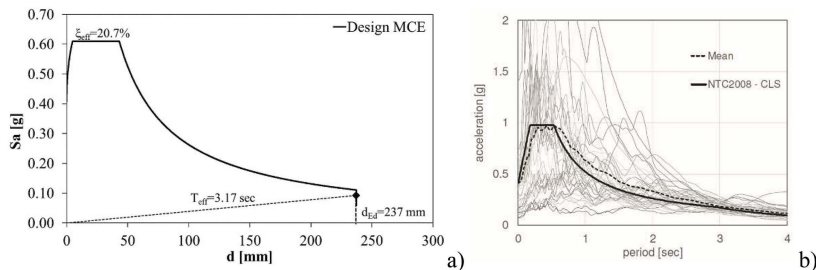 Design MCE
ξeff=20.7%
Sa [g]
0.70
0.60
0.50
0.40
0.30
0.20
0.10
0.00
Teff=3.17 sec
dEd=237 mm
0 50 100 150 200 250 300
d [mm]
a)
acceleration [g]
2
1.5
1
0.5
0
Mean
NTC2008 - CLS
0 1 2 3 4
period [sec]
b)